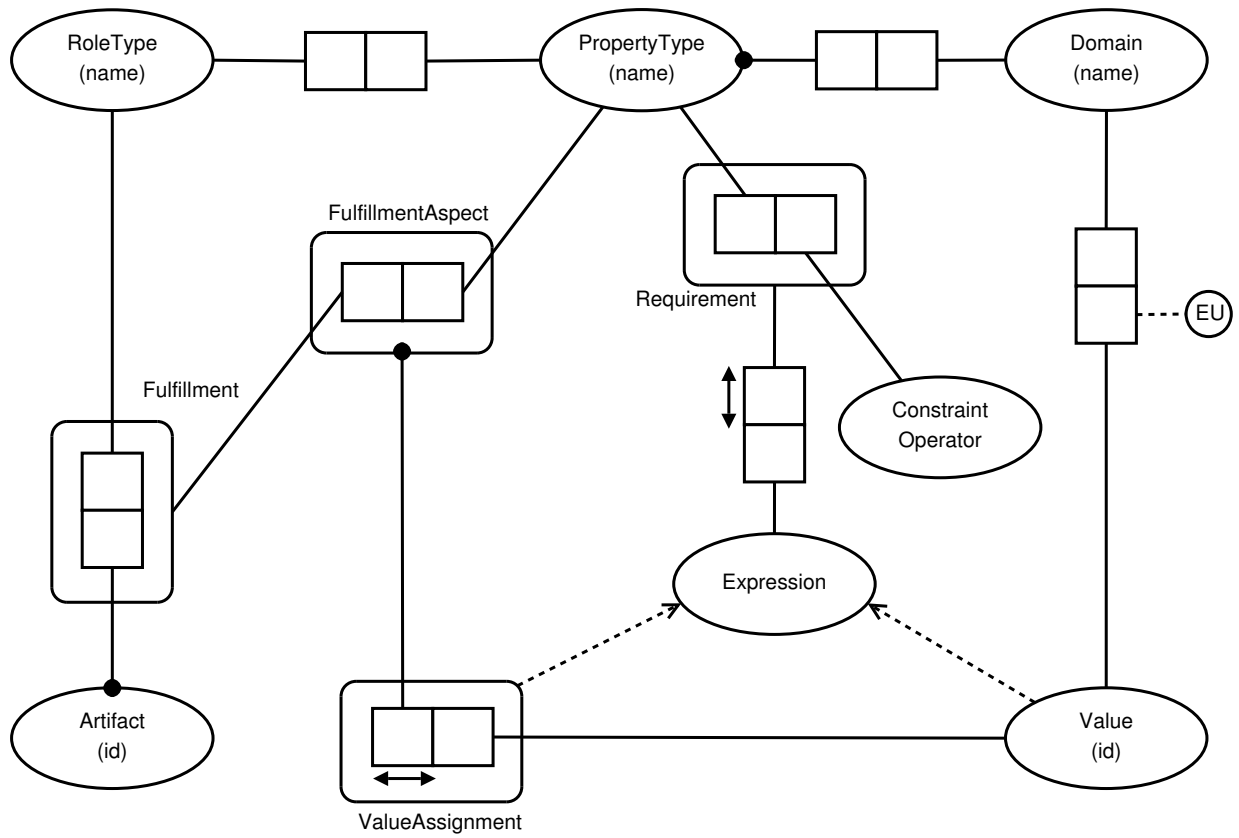 RoleType
(name)
PropertyType
(name)
Domain
(name)
FulfillmentAspect
Requirement
EU
Fulfillment
Constraint
Operator
Expression
Artifact
(id)
Value
(id)
ValueAssignment